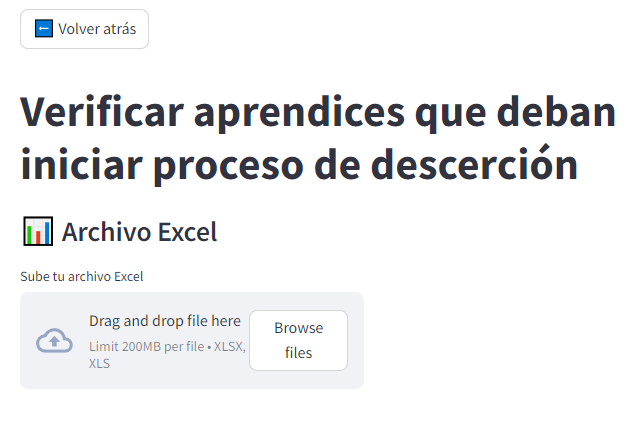 Volver atrás
Verificar aprendices que deban
iniciar proceso de descerción
Archivo Excel
Sube tu archivo Excel
Drag and drop file here
Limit 200MB per file • XLSX,
XLS
Browse
files